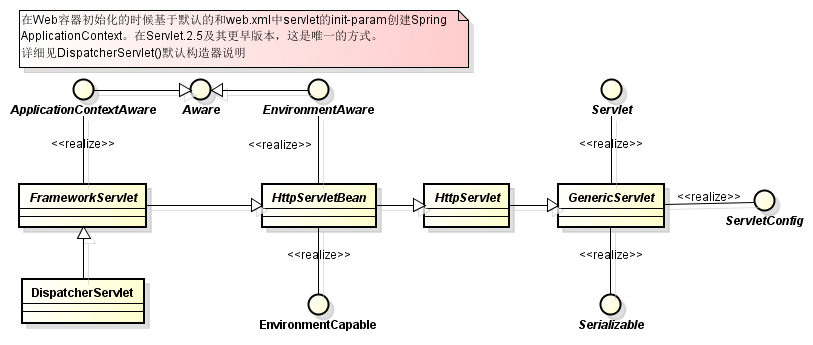 在Web容器初始化的时候基于默认的和web.xml中servlet的init-param创建Spring
ApplicationContext。在Servlet.2.5及其更早版本，这是唯一的方式。
详细见DispatcherServlet()默认构造器说明
ApplicationContextAware
Aware
EnvironmentAware
Servlet
<<realize>>
<<realize>>
<<realize>>
FrameworkServlet
HttpServletBean
HttpServlet
GenericServlet
<<realize>>
ServletConfig
<<realize>>
<<realize>>
DispatcherServlet
EnvironmentCapable
Serializable